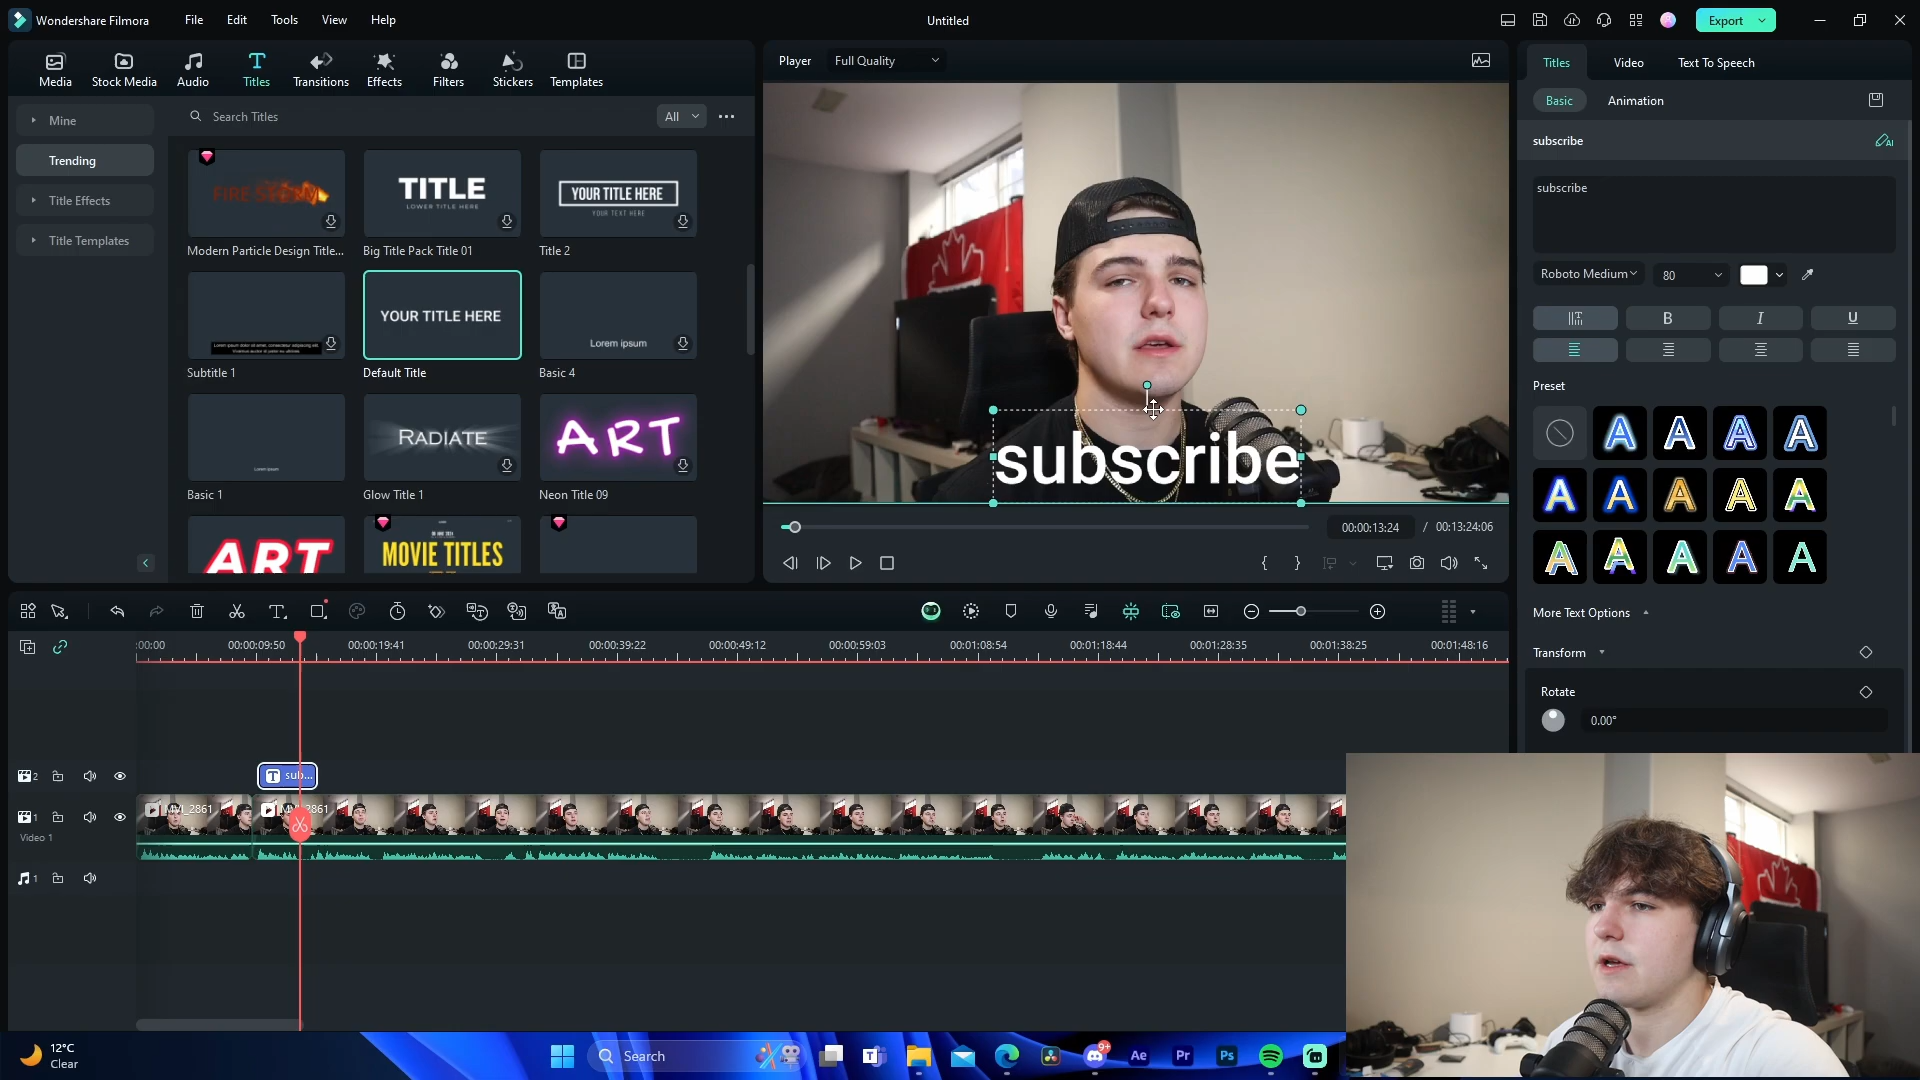 Wondershare Filmora
File
Edit
Tools
View
Help
Untitled
Export
Media
Stock Media
Audio
Titles
Transitions
Effects
Filters
Stickers
Templates
Player
Full Quality
Titles
Video
Text To Speech
Basic
Animation
Mine
Trending
Title Effects
Title Templates
Search Titles
All
Modern Particle Design Title...
TITLE
LOWER TITLE HERE
Big Title Pack Title 01
YOUR TITLE HERE
YOUR TEXT HERE
Title 2
Subtitle 1
YOUR TITLE HERE
Default Title
Lorem ipsum
Basic 4
Lorem ipsum
Basic 1
RADIATE
Glow Title 1
ART
Neon Title 09
ART
MOVIE TITLES
subscribe
00:00:13:24 / 00:13:24:06
subscribe
AI
subscribe
Roboto Medium
80
B
I
U
Preset
More Text Options
Transform
Rotate
0.00°
:00:00
00:00:09:50
00:00:19:41
00:00:29:31
00:00:39:22
00:00:49:12
00:00:59:03
00:01:08:54
00:01:18:44
00:01:28:35
00:01:38:25
00:01:48:16
2
sub...
1
MVI_2861
Video 1
1
12°C
Clear
Search
9+
Ae
Pr
Ps